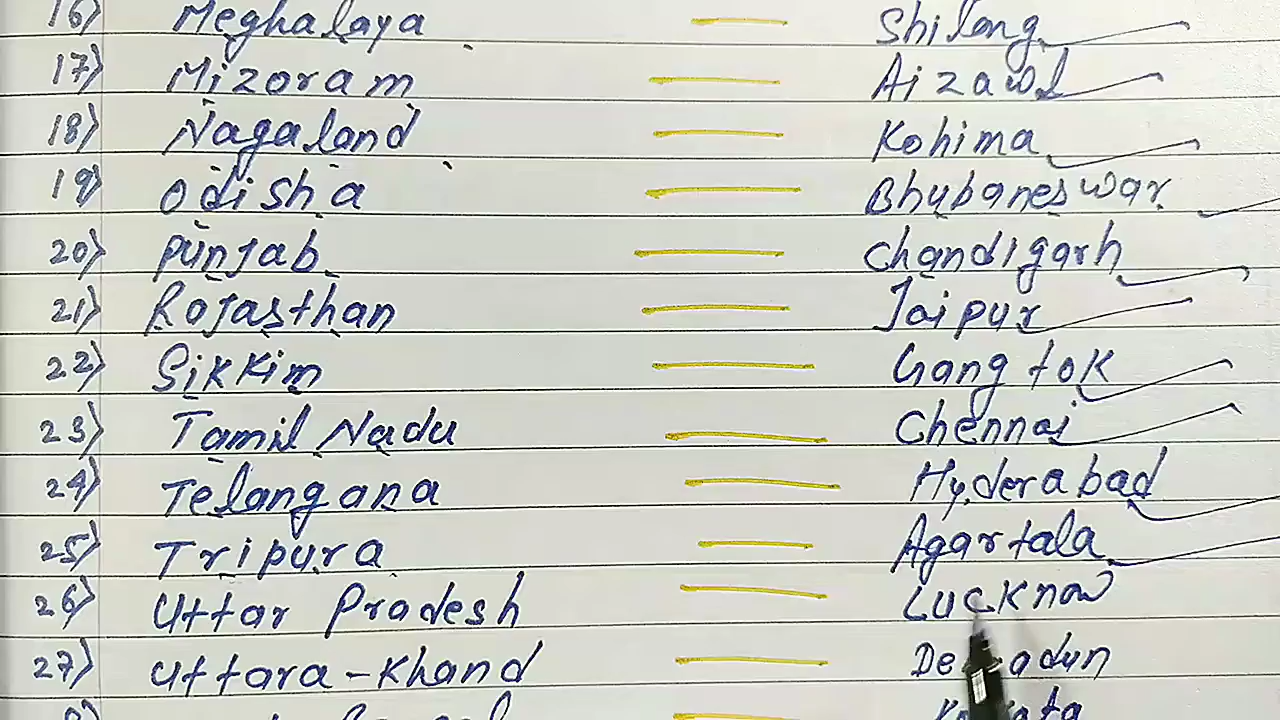 16) Meghalaya — Shilong
17) Mizoram — Aizawl
18) Nagaland — Kohima
19) Odisha — Bhubaneswar
20) Punjab — Chandigarh
21) Rajasthan — Jaipur
22) Sikkim — Gangtok
23) Tamil Nadu — Chennai
24) Telangana — Hyderabad
25) Tripura — Agartala
26) Uttar Pradesh — Lucknow
27) Uttara-Khand —